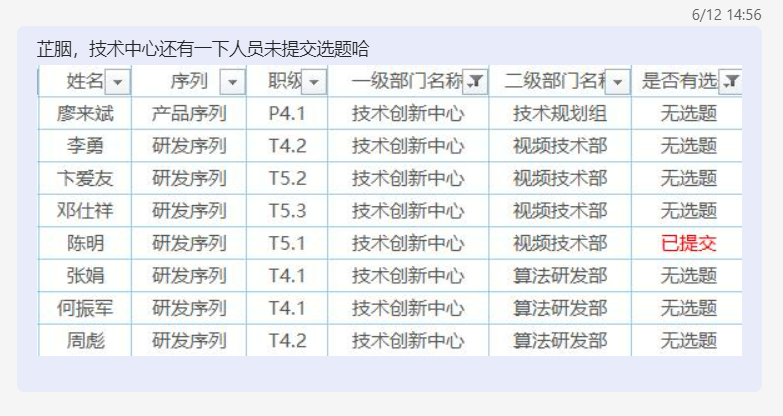 6/12 14:56
芷胭，技术中心还有一下人员未提交选题哈
姓名 序列 职级 一级部门名称 二级部门名称 是否有选
廖来斌 产品序列 P4.1 技术创新中心 技术规划组 无选题
李勇 研发序列 T4.2 技术创新中心 视频技术部 无选题
卞爱友 研发序列 T5.2 技术创新中心 视频技术部 无选题
邓仕祥 研发序列 T5.3 技术创新中心 视频技术部 无选题
陈明 研发序列 T5.1 技术创新中心 视频技术部 已提交
张娟 研发序列 T4.1 技术创新中心 算法研发部 无选题
何振军 研发序列 T4.1 技术创新中心 算法研发部 无选题
周彪 研发序列 T4.2 技术创新中心 算法研发部 无选题